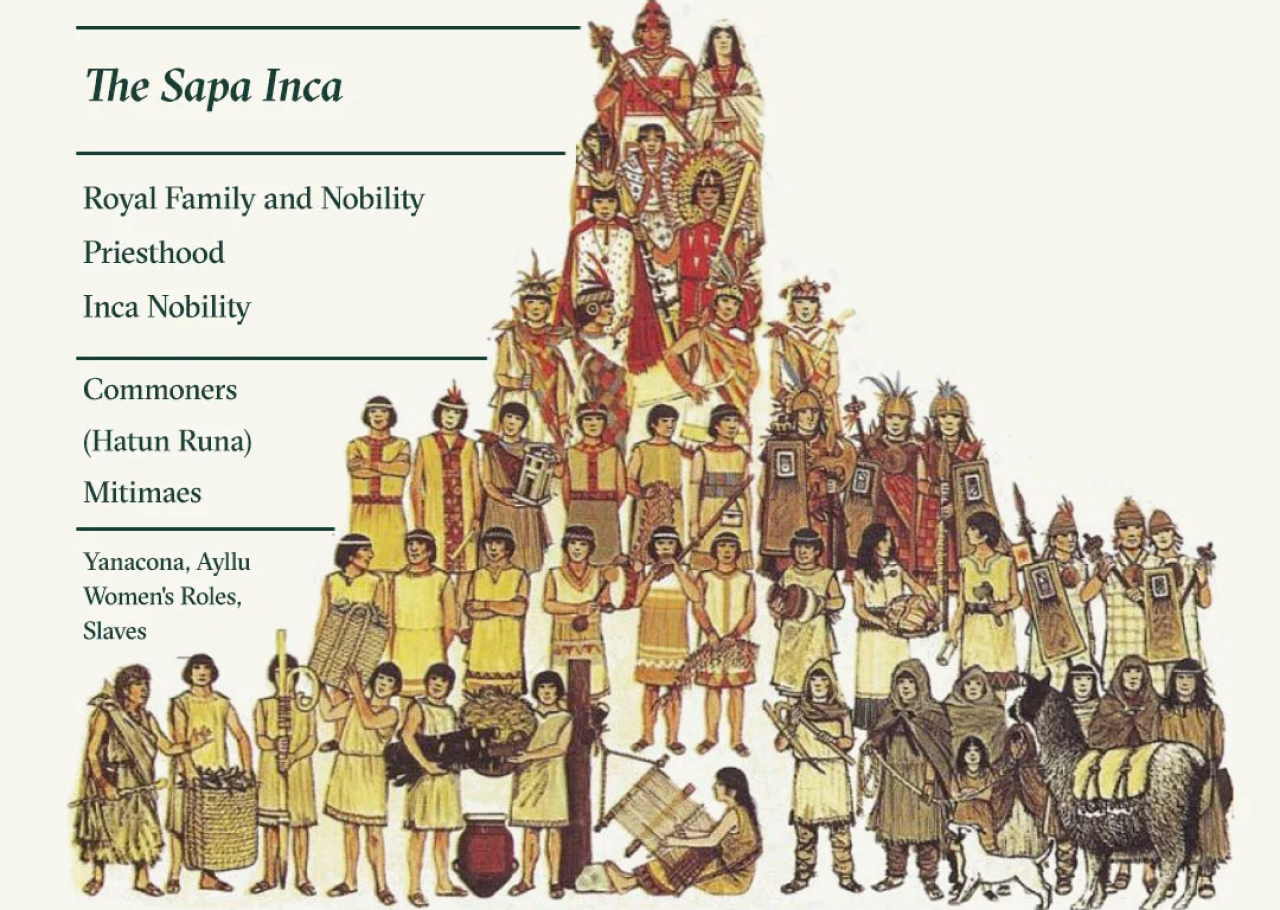 The Sapa Inca
Royal Family and Nobility
Priesthood
Inca Nobility
Commoners
(Hatun Runa)
Mitimaes
Yanacona, Ayllu
Women's Roles,
Slaves